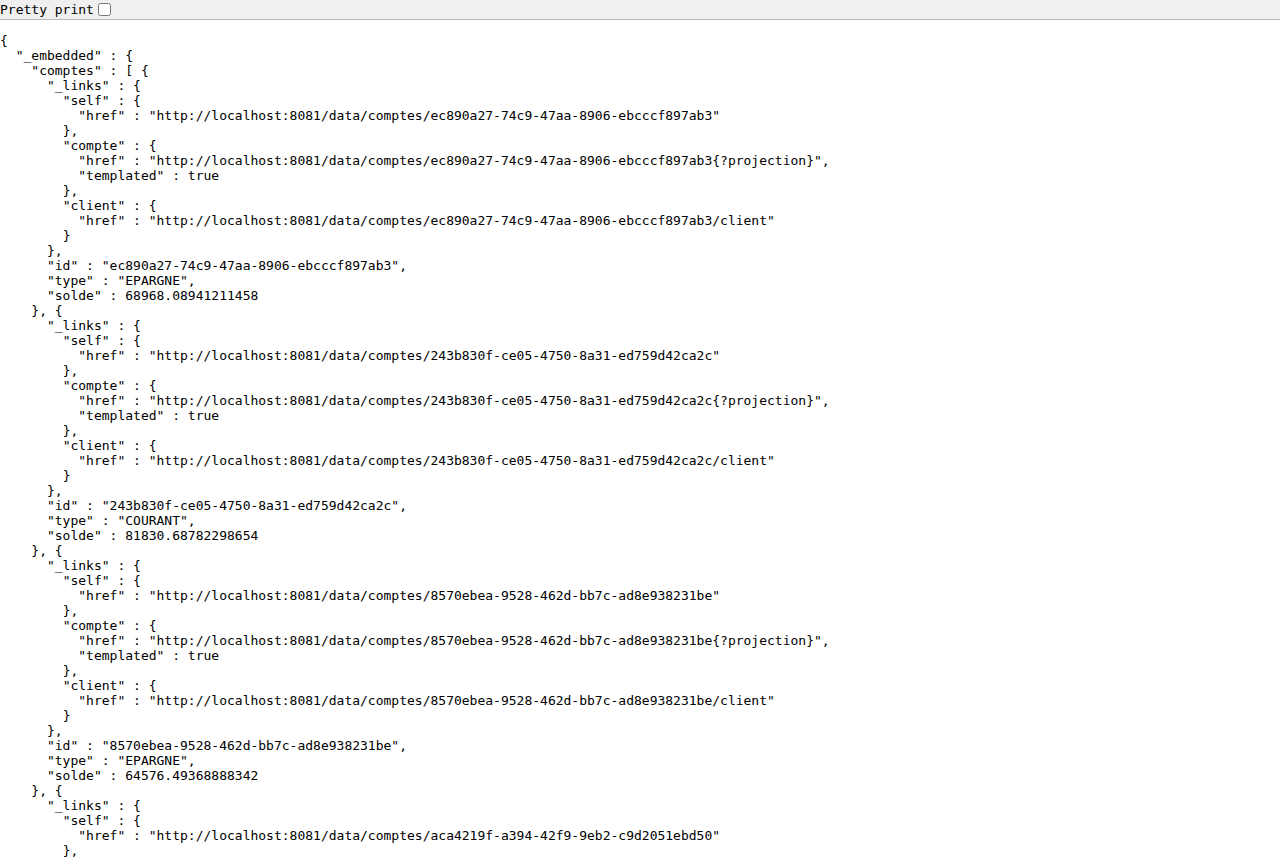 Pretty print
{
  "_embedded" : {
    "comptes" : [ {
      "_links" : {
        "self" : {
          "href" : "http://localhost:8081/data/comptes/ec890a27-74c9-47aa-8906-ebcccf897ab3"
        },
        "compte" : {
          "href" : "http://localhost:8081/data/comptes/ec890a27-74c9-47aa-8906-ebcccf897ab3{?projection}",
          "templated" : true
        },
        "client" : {
          "href" : "http://localhost:8081/data/comptes/ec890a27-74c9-47aa-8906-ebcccf897ab3/client"
        }
      },
      "id" : "ec890a27-74c9-47aa-8906-ebcccf897ab3",
      "type" : "EPARGNE",
      "solde" : 68968.08941211458
    }, {
      "_links" : {
        "self" : {
          "href" : "http://localhost:8081/data/comptes/243b830f-ce05-4750-8a31-ed759d42ca2c"
        },
        "compte" : {
          "href" : "http://localhost:8081/data/comptes/243b830f-ce05-4750-8a31-ed759d42ca2c{?projection}",
          "templated" : true
        },
        "client" : {
          "href" : "http://localhost:8081/data/comptes/243b830f-ce05-4750-8a31-ed759d42ca2c/client"
        }
      },
      "id" : "243b830f-ce05-4750-8a31-ed759d42ca2c",
      "type" : "COURANT",
      "solde" : 81830.68782298654
    }, {
      "_links" : {
        "self" : {
          "href" : "http://localhost:8081/data/comptes/8570ebea-9528-462d-bb7c-ad8e938231be"
        },
        "compte" : {
          "href" : "http://localhost:8081/data/comptes/8570ebea-9528-462d-bb7c-ad8e938231be{?projection}",
          "templated" : true
        },
        "client" : {
          "href" : "http://localhost:8081/data/comptes/8570ebea-9528-462d-bb7c-ad8e938231be/client"
        }
      },
      "id" : "8570ebea-9528-462d-bb7c-ad8e938231be",
      "type" : "EPARGNE",
      "solde" : 64576.49368888342
    }, {
      "_links" : {
        "self" : {
          "href" : "http://localhost:8081/data/comptes/aca4219f-a394-42f9-9eb2-c9d2051ebd50"
        },